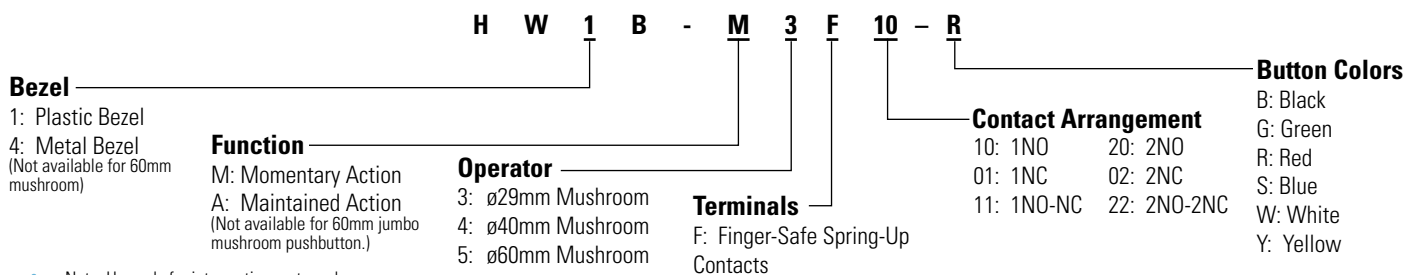 H W 1 B - M 3 F 10 – R
Bezel
1: Plastic Bezel
4: Metal Bezel
(Not available for 60mm
mushroom)
Function
M: Momentary Action
A: Maintained Action
(Not available for 60mm jumbo
mushroom pushbutton.)
Operator
3: ø29mm Mushroom
4: ø40mm Mushroom
5: ø60mm Mushroom
Terminals
F: Finger-Safe Spring-Up
Contacts
Contact Arrangement
10: 1NO 20: 2NO
01: 1NC 02: 2NC
11: 1NO-NC 22: 2NO-2NC
Button Colors
B: Black
G: Green
R: Red
S: Blue
W: White
Y: Yellow